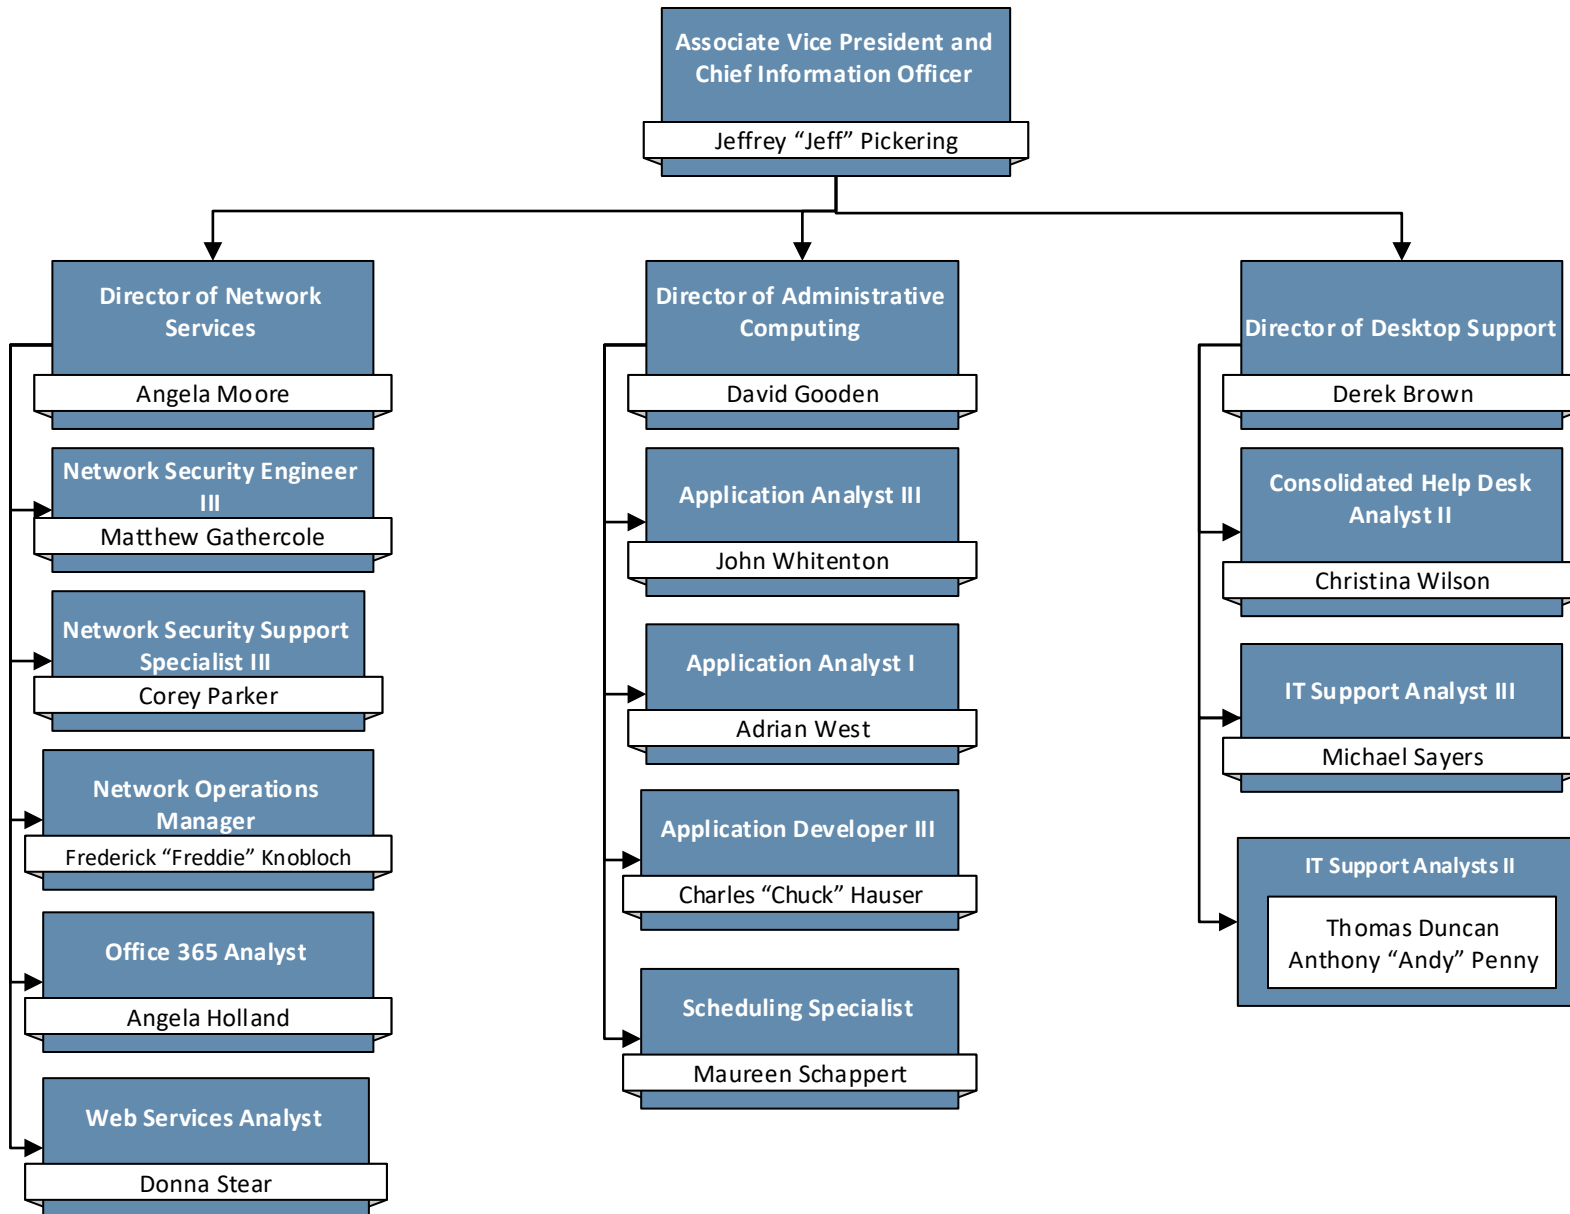 Associate Vice President and
Chief Information Officer
Jeffrey “Jeff” Pickering
Director of Network
Services
Angela Moore
Network Security Engineer
III
Matthew Gathercole
Network Security Support
Specialist III
Corey Parker
Network Operations
Manager
Frederick “Freddie” Knobloch
Office 365 Analyst
Angela Holland
Web Services Analyst
Donna Stear
Director of Administrative
Computing
David Gooden
Application Analyst III
John Whitenton
Application Analyst I
Adrian West
Application Developer III
Charles “Chuck” Hauser
Scheduling Specialist
Maureen Schappert
Director of Desktop Support
Derek Brown
Consolidated Help Desk
Analyst II
Christina Wilson
IT Support Analyst III
Michael Sayers
IT Support Analysts II
Thomas Duncan
Anthony “Andy” Penny